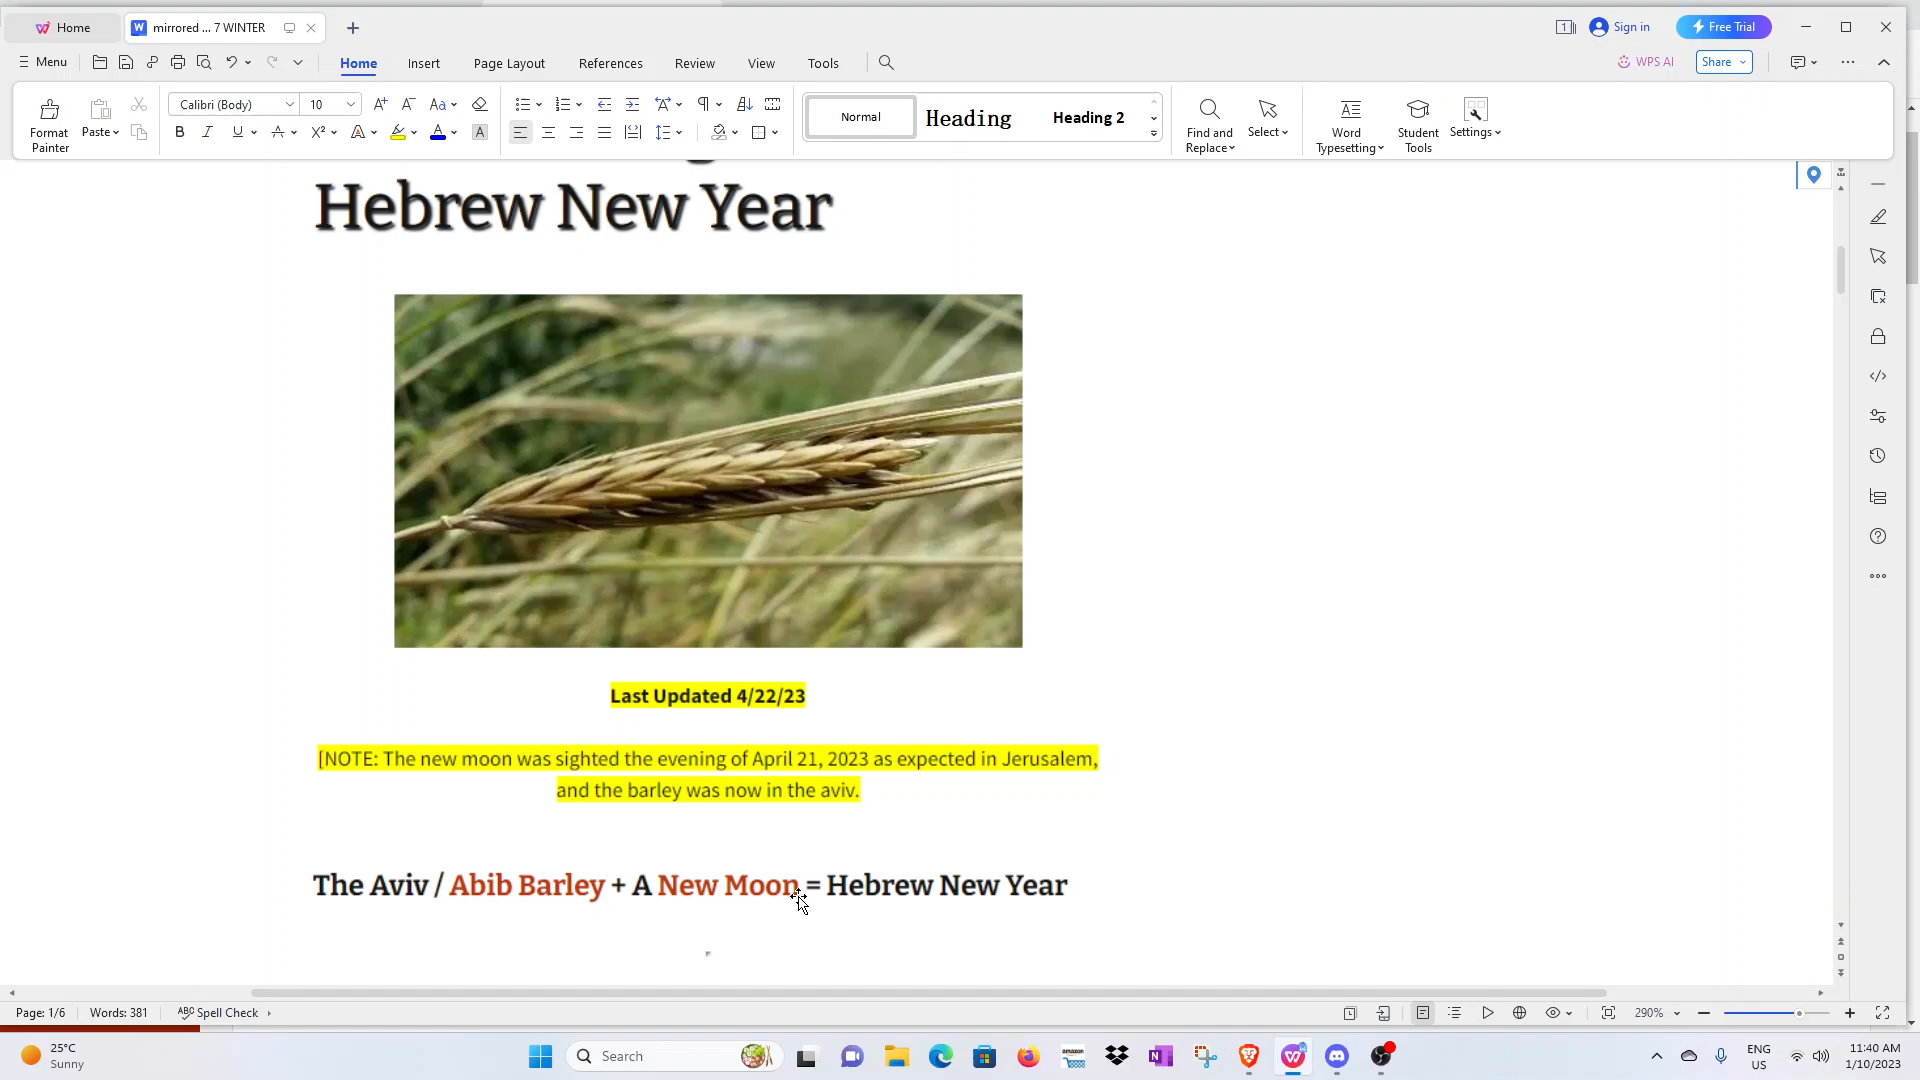 Home
mirrored ... 7 WINTER
Sign in
Free Trial
Menu
Home
Insert
Page Layout
References
Review
View
Tools
WPS AI
Share
Format
Painter
Paste
Calibri (Body)
10
Normal
Heading
Heading 2
Find and
Replace
Select
Word
Typesetting
Student
Tools
Settings
Hebrew New Year
Last Updated 4/22/23
[NOTE: The new moon was sighted the evening of April 21, 2023 as expected in Jerusalem,
and the barley was now in the aviv.
The Aviv / Abib Barley + A New Moon = Hebrew New Year
Page: 1/6
Words: 381
Spell Check
290%
25°C
Sunny
Search
amazon
ENG
US
11:40 AM
1/10/2023